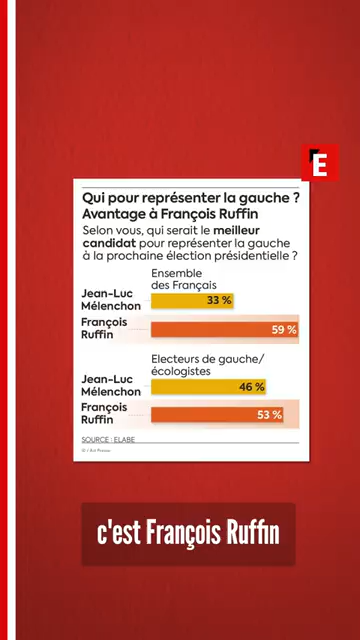 E
Qui pour représenter la gauche ?
Avantage à François Ruffin
Selon vous, qui serait le meilleur
candidat pour représenter la gauche
à la prochaine élection présidentielle ?
Ensemble
des Français
Jean-Luc
Mélenchon
33 %
François
Ruffin
59 %
Electeurs de gauche/
écologistes
Jean-Luc
Mélenchon
46 %
François
Ruffin
53 %
SOURCE : ELABE
c'est François Ruffin